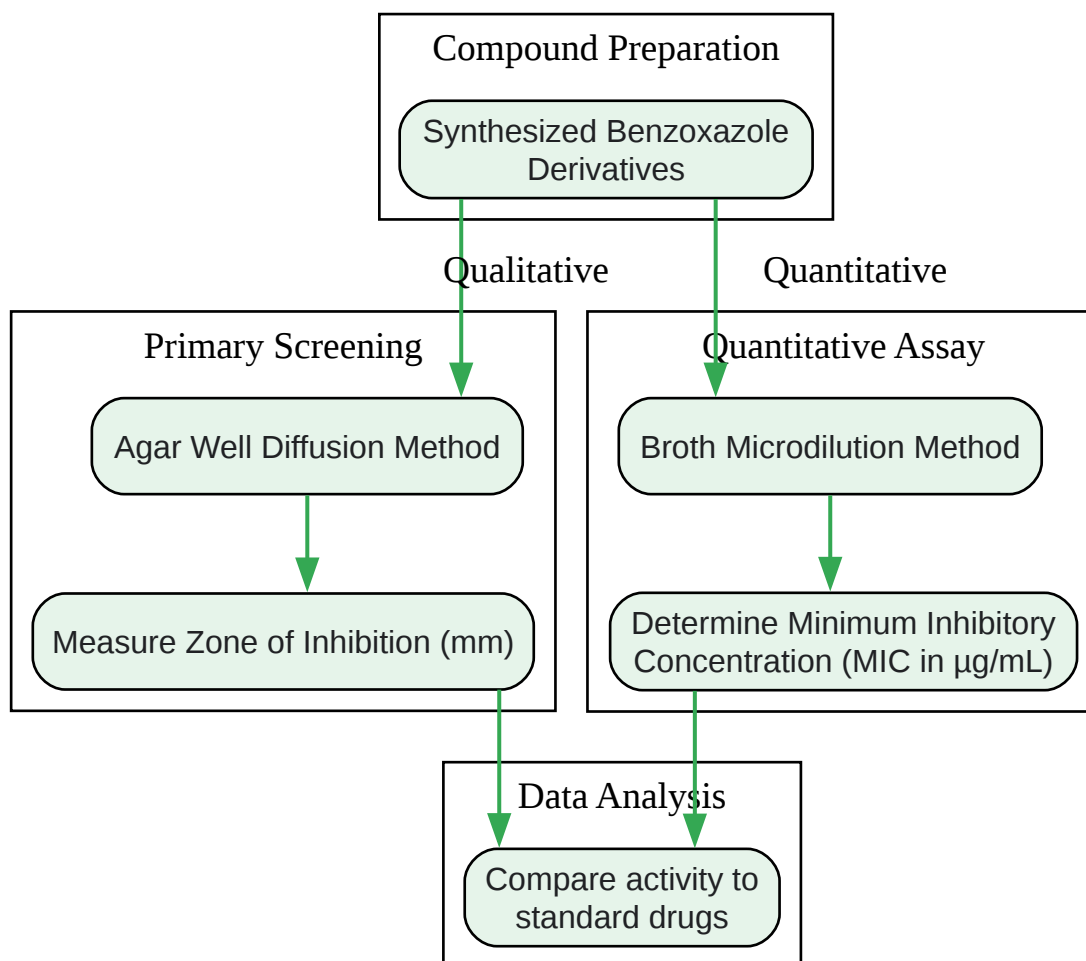 Compound Preparation
Synthesized Benzoxazole
Derivatives
Qualitative
Quantitative
Primary Screening
Quantitative Assay
Agar Well Diffusion Method
Broth Microdilution Method
Measure Zone of Inhibition (mm)
Determine Minimum Inhibitory
Concentration (MIC in µg/mL)
Data Analysis
Compare activity to
standard drugs